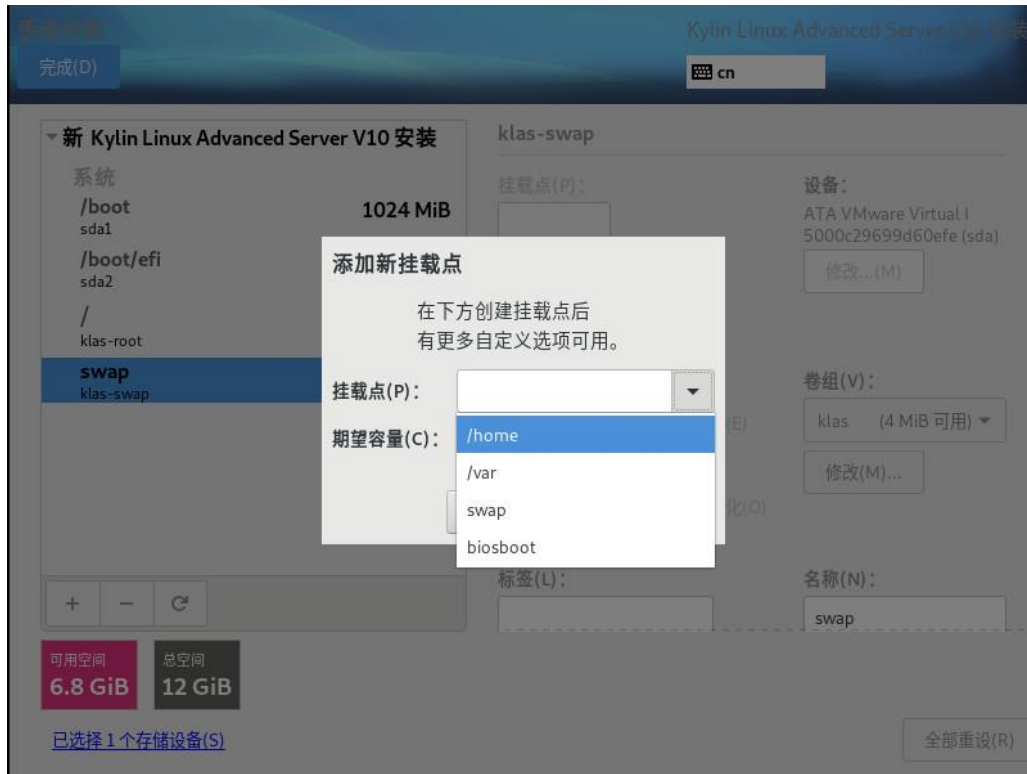 Kylin Linux Advanced Server
完成(D)
cn
新 Kylin Linux Advanced Server V10 安装
系统
/boot
1024 MiB
sda1
/boot/efi
sda2
/
klas-root
swap
klas-swap
可用空间
6.8 GiB
总空间
12 GiB
已选择 1 个存储设备(S)
klas-swap
挂载点(P):
设备:
ATA VMware Virtual I
5000c29699d60efe (sda)
修改...(M)
卷组(V):
klas (4 MiB 可用)
修改(M)...
(E)
化(O)
标签(L):
名称(N):
swap
全部重设(R)
添加新挂载点
在下方创建挂载点后
有更多自定义选项可用。
挂载点(P):
期望容量(C):
/home
/var
swap
biosboot